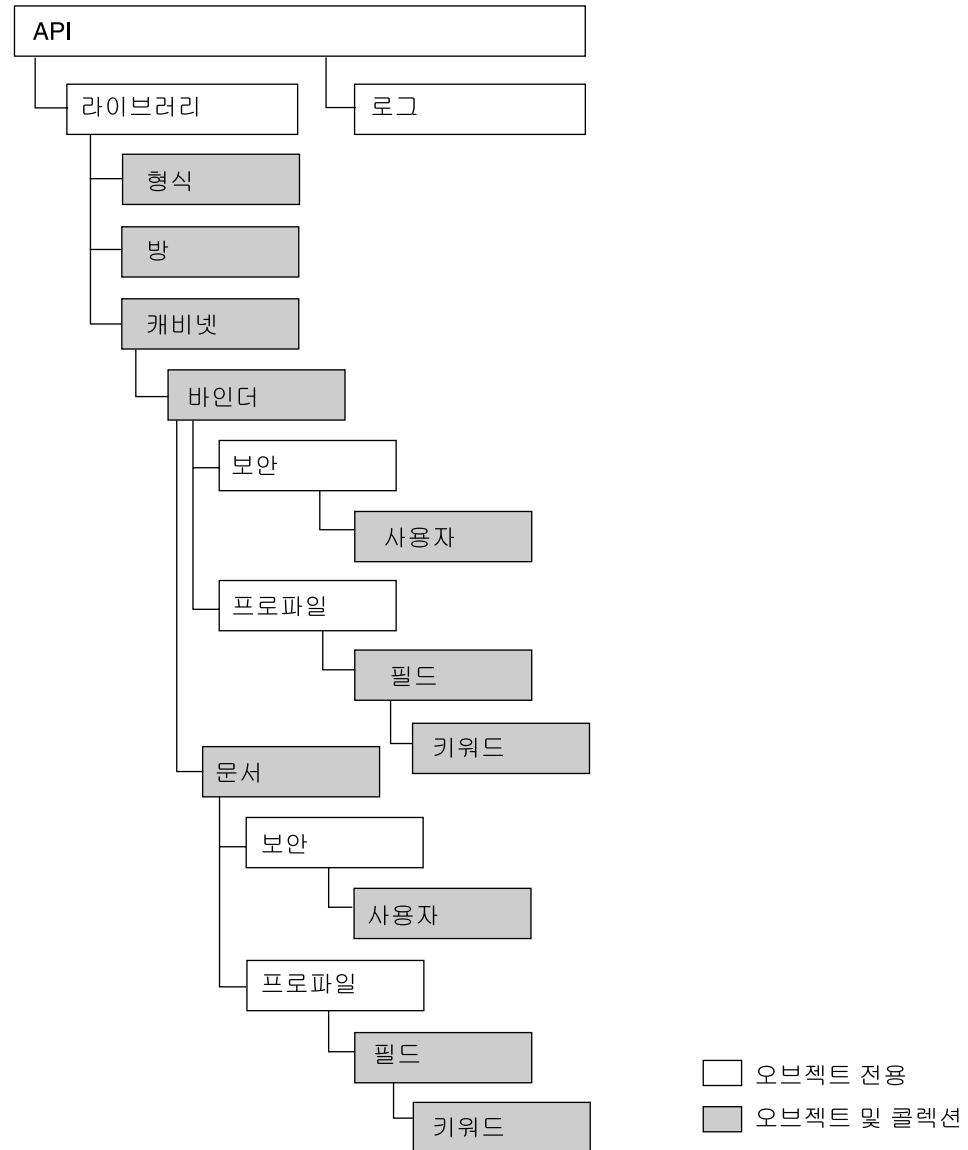 API
라이브러리
로그
형식
방
캐비넷
바인더
보안
사용자
프로파일
필드
키워드
문서
보안
사용자
프로파일
필드
키워드
오브젝트 전용
오브젝트 및 콜렉션